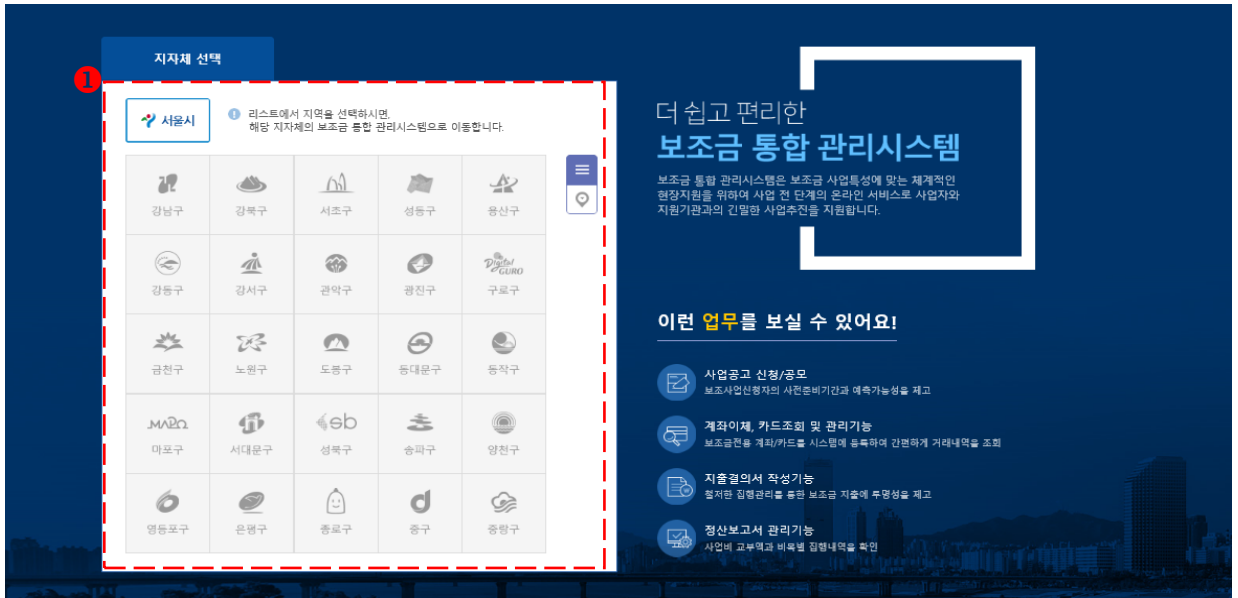 지자체 선택
1
서울시
리스트에서 지역을 선택하시면,
해당 지자체의 보조금 통합 관리시스템으로 이동합니다.
강남구
강북구
서초구
성동구
용산구
Digital
GURO
강동구
강서구
관악구
광진구
구로구
금천구
노원구
도봉구
동대문구
동작구
MAPO
sb
마포구
서대문구
성북구
송파구
양천구
영등포구
은평구
종로구
중구
중랑구
더 쉽고 편리한
보조금 통합 관리시스템
보조금 통합 관리시스템은 보조금 사업특성에 맞는 체계적인
현장지원을 위하여 사업 전 단계의 온라인 서비스로 사업자와
지원기관과의 긴밀한 사업추진을 지원합니다.
이런 업무를 보실 수 있어요!
사업공고 신청/공모
보조사업신청자의 사전준비기간과 예측가능성을 제고
계좌이체, 카드조회 및 관리기능
보조금전용 계좌/카드를 시스템에 등록하여 간편하게 거래내역을 조회
지출결의서 작성기능
철저한 집행관리를 통한 보조금 지출에 투명성을 제고
정산보고서 관리기능
사업비 교부액과 비목별 집행내역을 확인